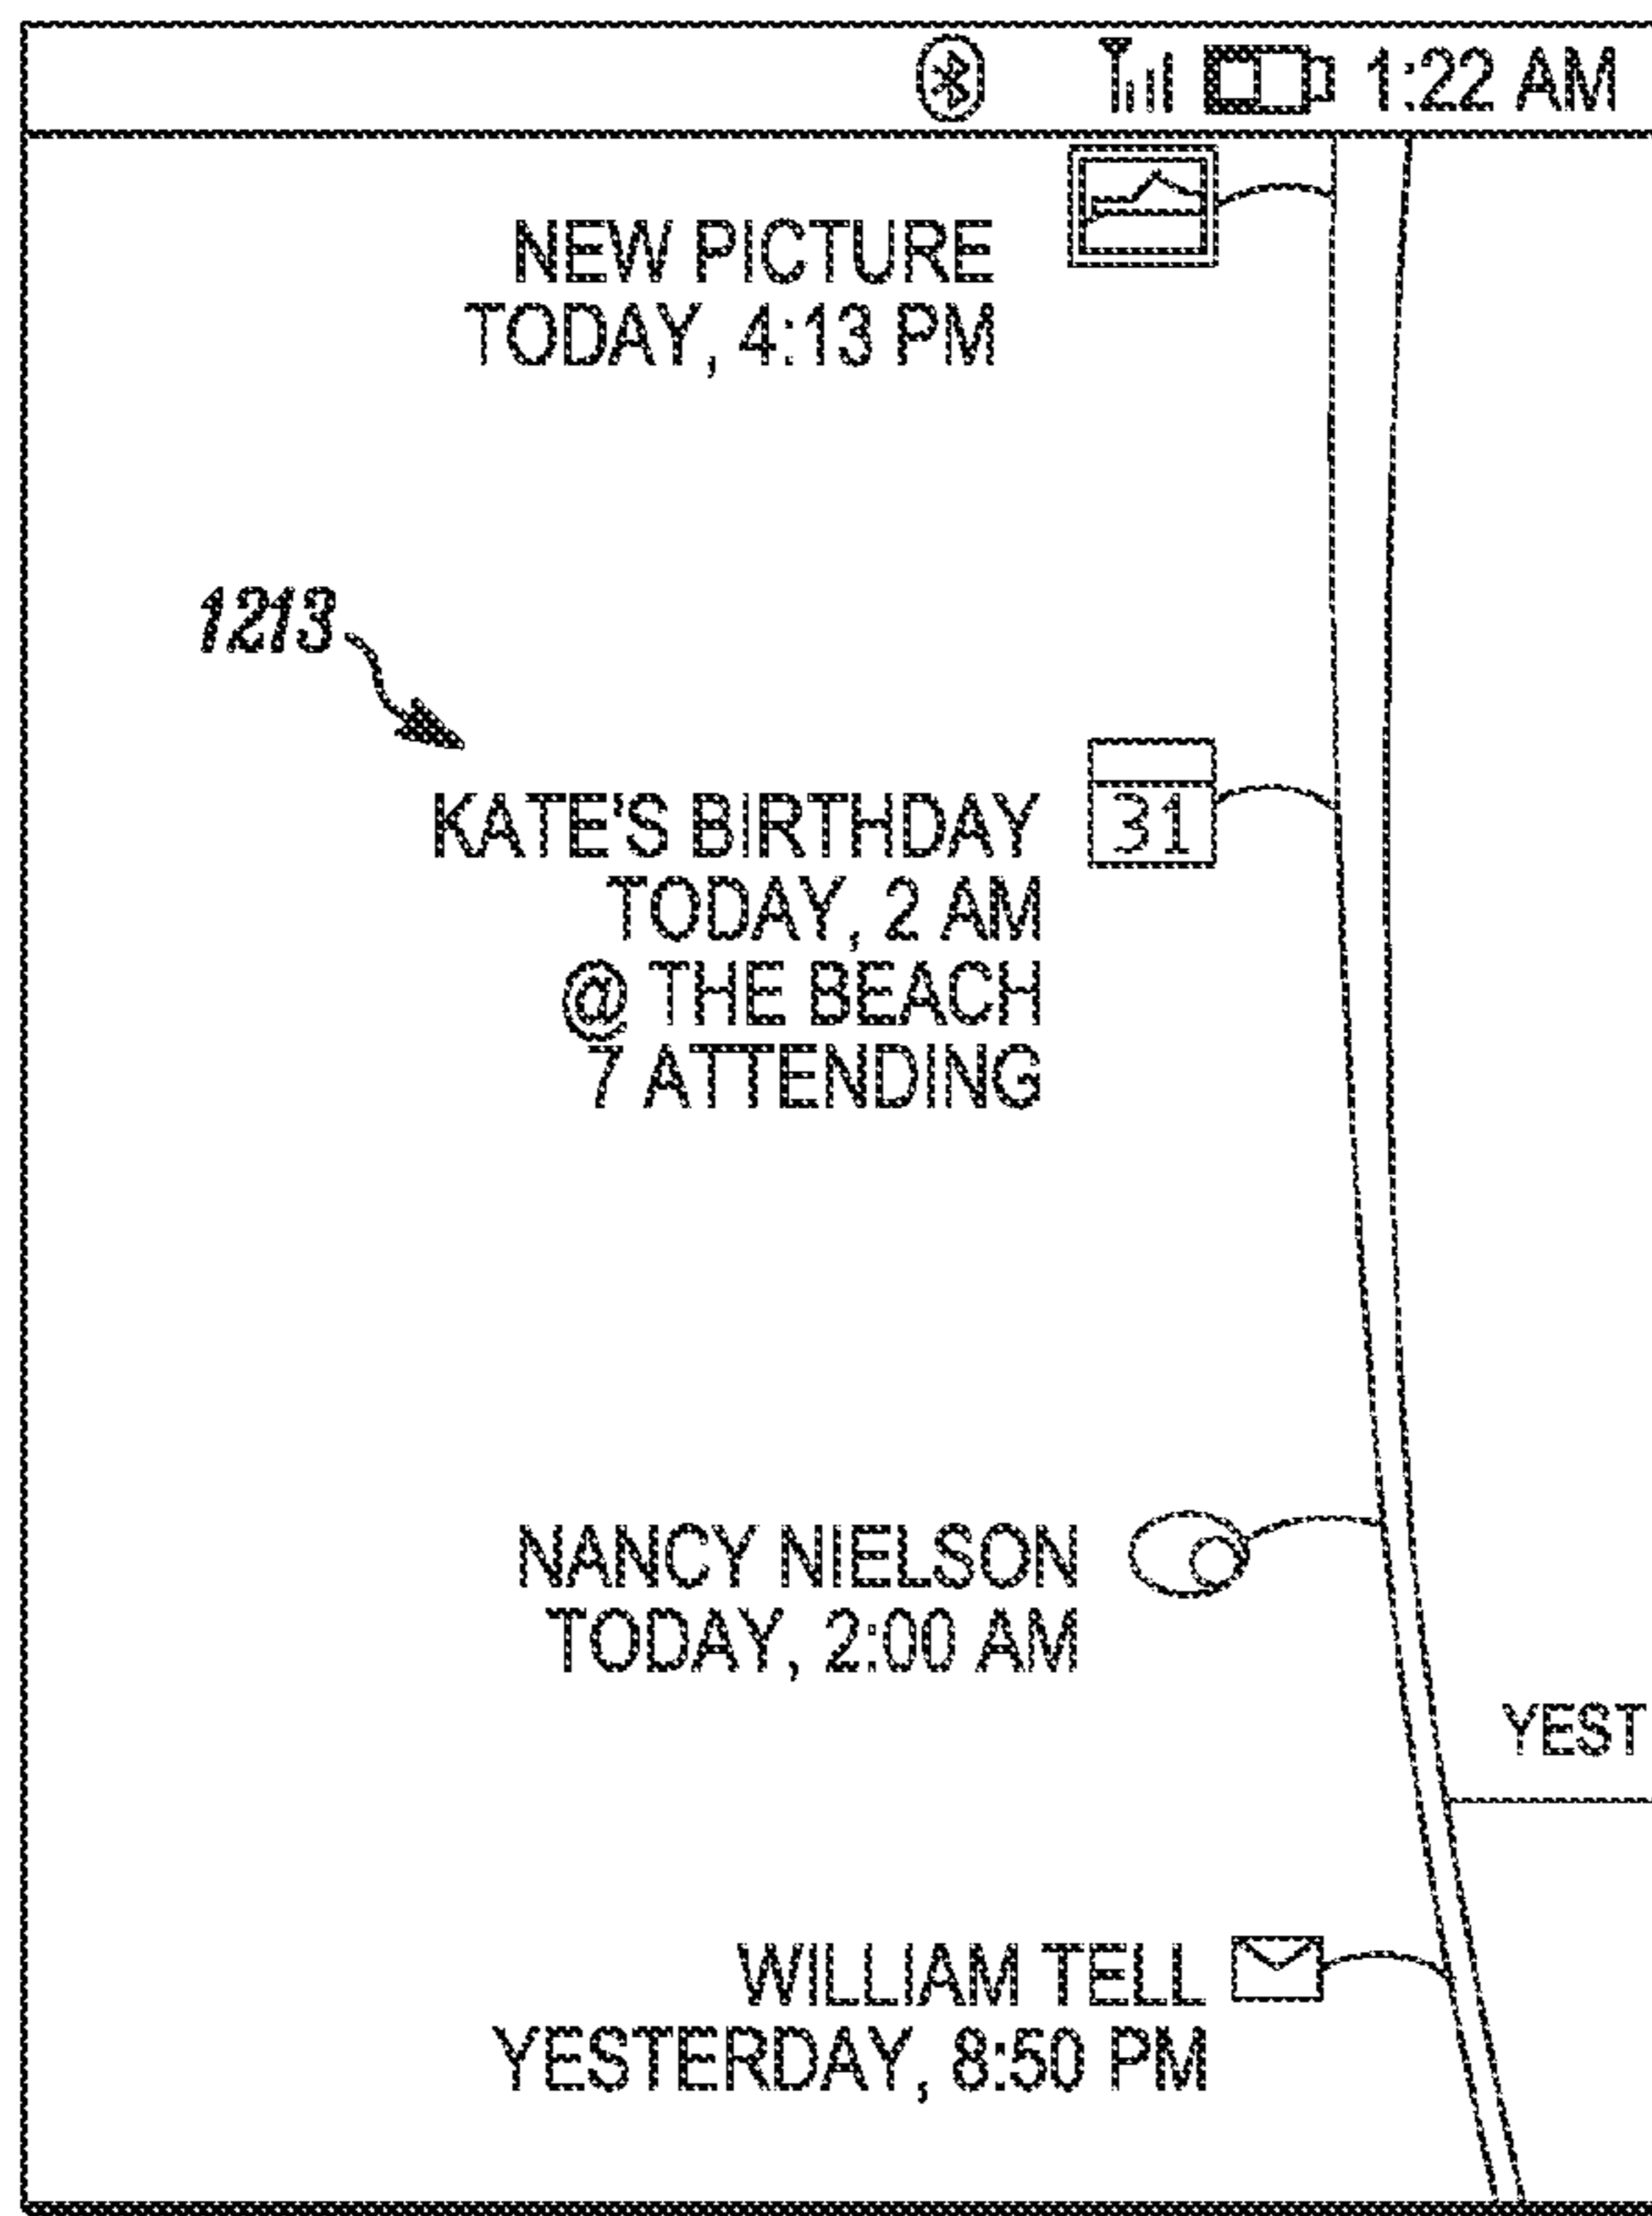 1:22 AM
NEW PICTURE
TODAY, 4:13 PM
1213
KATE'S BIRTHDAY
31
TODAY, 2 AM
@ THE BEACH
7 ATTENDING
NANCY NIELSON
TODAY, 2:00 AM
YEST
WILLIAM TELL
YESTERDAY, 8:50 PM